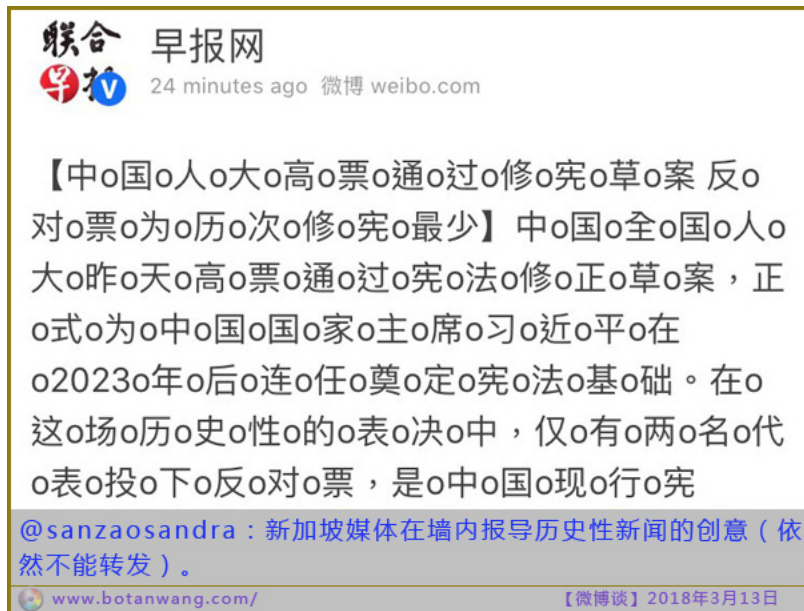 联合
早报
早报网
24 minutes ago 微博 weibo.com
【中o国o人o大o高o票o通o过o修o宪o草o案 反o
对o票o为o历o次o修o宪o最少】中o国o全o国o人o
大o昨o天o高o票o通o过o宪o法o修o正o草o案，正
o式o为o中o国o国o家o主o席o习o近o平o在
o2023o年o后o连o任o奠o定o宪o法o基o础。在o
这o场o历o史o性o的o表o决o中，仅o有o两o名o代
o表o投o下o反o对o票，是o中o国o现o行o宪
@sanzaosandra：新加坡媒体在墙内报导历史性新闻的创意（依
然不能转发）。
www.botanwang.com/
【微博谈】2018年3月13日